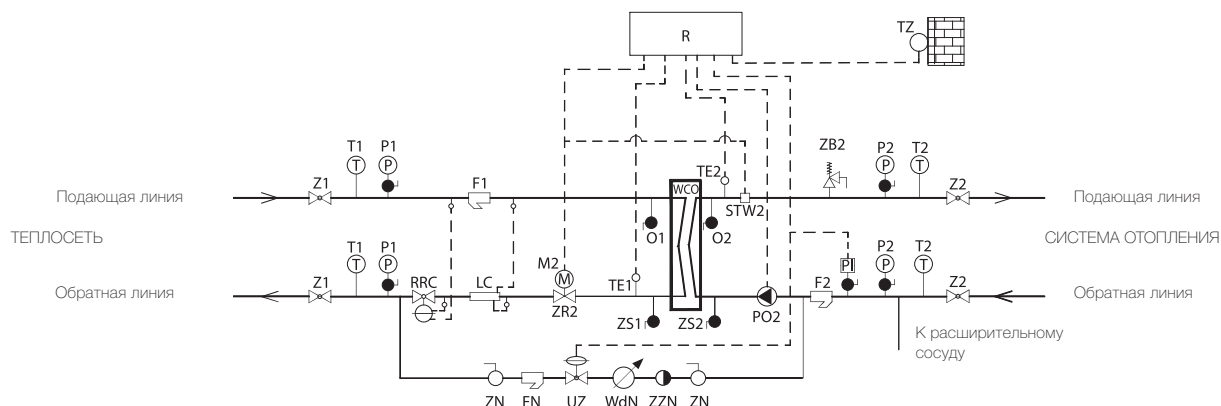 R
TZ
T1 P1 F1 TE2 WCO ZB2 P2 T2
T P P T
Z1 STW2 Z2
Подающая линия Подающая линия
O1 O2
ТЕПЛОСЕТЬ СИСТЕМА ОТОПЛЕНИЯ
T1 P1 M2 TE1 PI P2 T2
T P M P T
Z1 RRC LC F2 Z2
Обратная линия Обратная линия
ZR2 ZS1 ZS2 PO2
К расширительному
сосуду
ZN FN UZ WdN ZZN ZN